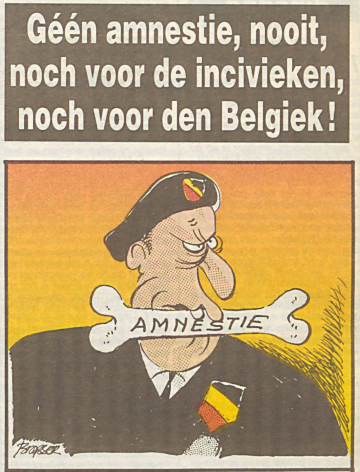 Géén amnestie, nooit,
noch voor de incivieken,
noch voor den Belgiek!
AMNESTIE